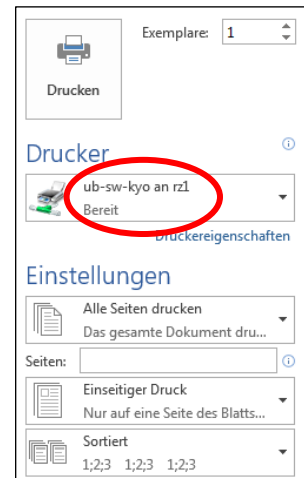 Exemplare: 1
Drucken
Drucker
ub-sw-kyo an rz1
Bereit
Druckereigenschaften
Einstellungen
Alle Seiten drucken
Das gesamte Dokument dru...
Seiten:
Einseitiger Druck
Nur auf eine Seite des Blatts...
Sortiert
1;2;3 1;2;3 1;2;3